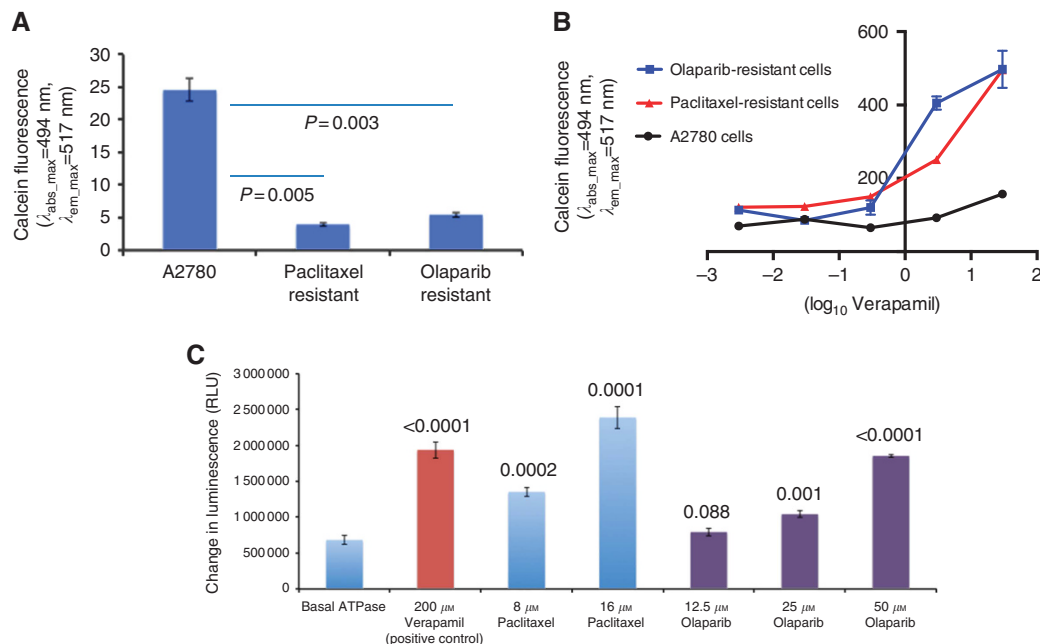 A
Calcein fluorescence
(λabs_max=494 nm,
λem_max=517 nm)
30
25
20
15
10
5
0
P=0.003
P=0.005
A2780
Paclitaxel
resistant
Olaparib
resistant
B
Calcein fluorescence
(λabs_max=494 nm,
λem_max=517 nm)
Olaparib-resistant cells
Paclitaxel-resistant cells
A2780 cells
600
400
200
−3
−2
−1
0
1
2
(log10 Verapamil)
C
Change in luminescence (RLU)
3 000 000
2 500 000
2 000 000
1 500 000
1 000 000
500 000
0
<0.0001
0.0002
0.0001
0.088
0.001
<0.0001
Basal ATPase
200 μM
Verapamil
(positive control)
8 μM
Paclitaxel
16 μM
Paclitaxel
12.5 μM
Olaparib
25 μM
Olaparib
50 μM
Olaparib